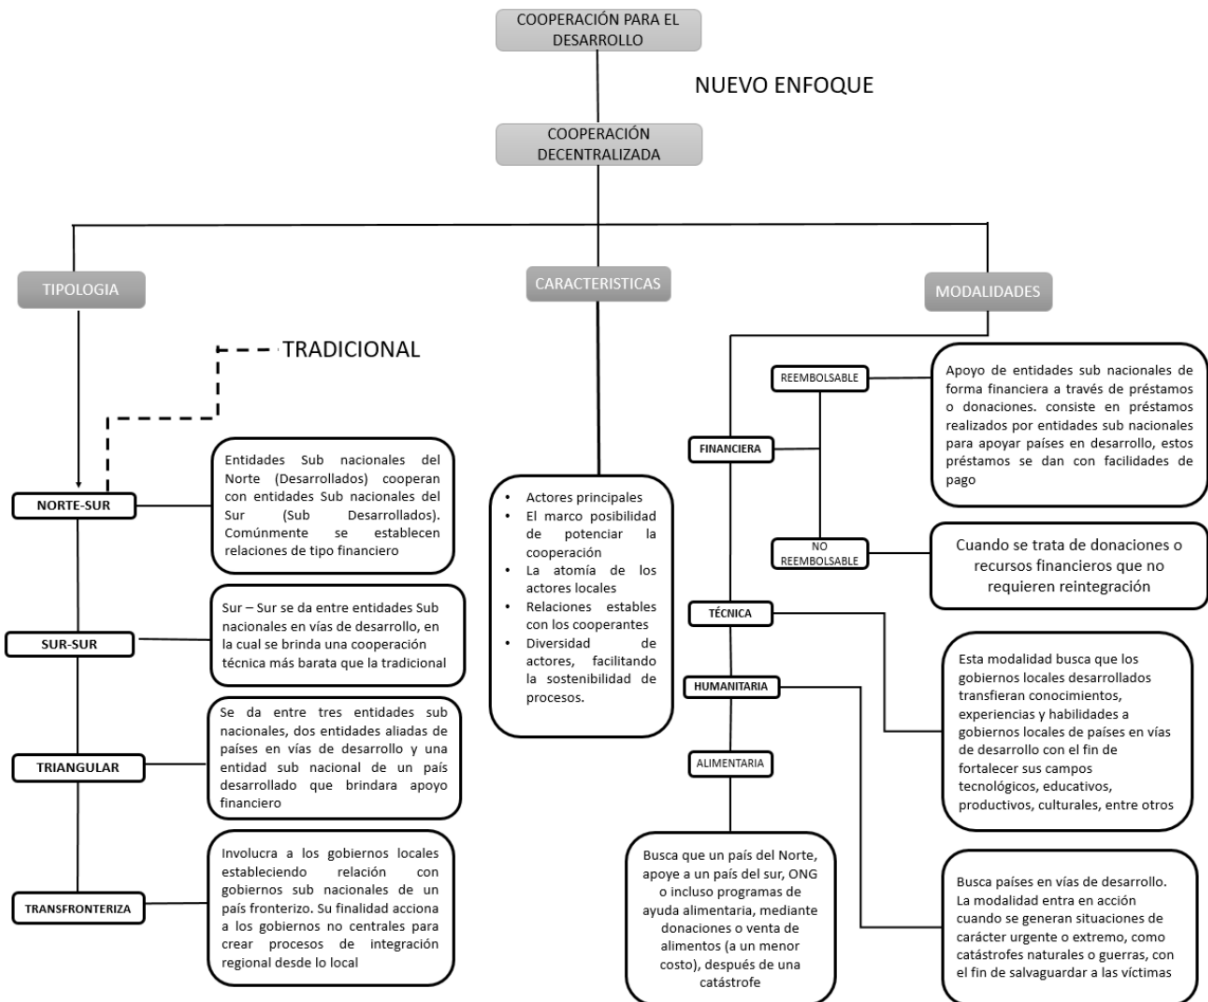 COOPERACIÓN PARA EL
DESARROLLO
NUEVO ENFOQUE
COOPERACIÓN
DECENTRALIZADA
TIPOLOGIA
TRADICIONAL
NORTE-SUR
Entidades Sub nacionales del
Norte (Desarrollados) cooperan
con entidades Sub nacionales del
Sur (Sub Desarrollados).
Comúnmente se establecen
relaciones de tipo financiero
SUR-SUR
Sur – Sur se da entre entidades Sub
nacionales en vías de desarrollo, en
la cual se brinda una cooperación
técnica más barata que la tradicional
TRIANGULAR
Se da entre tres entidades sub
nacionales, dos entidades aliadas de
países en vías de desarrollo y una
entidad sub nacional de un país
desarrollado que brindara apoyo
financiero
TRANSFRONTERIZA
Involucra a los gobiernos locales
estableciendo relación con
gobiernos sub nacionales de un
país fronterizo. Su finalidad acciona
a los gobiernos no centrales para
crear procesos de integración
regional desde lo local
CARACTERISTICAS
• Actores principales
• El marco posibilidad
de potenciar la
cooperación
• La atomía de los
actores locales
• Relaciones estables
con los cooperantes
• Diversidad de
actores, facilitando
la sostenibilidad de
procesos.
MODALIDADES
FINANCIERA
REEMBOLSABLE
Apoyo de entidades sub nacionales de
forma financiera a través de préstamos
o donaciones. consiste en préstamos
realizados por entidades sub nacionales
para apoyar países en desarrollo, estos
préstamos se dan con facilidades de
pago
NO
REEMBOLSABLE
Cuando se trata de donaciones o
recursos financieros que no
requieren reintegración
TÉCNICA
Esta modalidad busca que los
gobiernos locales desarrollados
transfieran conocimientos,
experiencias y habilidades a
gobiernos locales de países en vías
de desarrollo con el fin de
fortalecer sus campos
tecnológicos, educativos,
productivos, culturales, entre otros
HUMANITARIA
Busca países en vías de desarrollo.
La modalidad entra en acción
cuando se generan situaciones de
carácter urgente o extremo, como
catástrofes naturales o guerras, con
el fin de salvaguardar a las víctimas
ALIMENTARIA
Busca que un país del Norte,
apoye a un país del sur, ONG
o incluso programas de
ayuda alimentaria, mediante
donaciones o venta de
alimentos (a un menor
costo), después de una
catástrofe